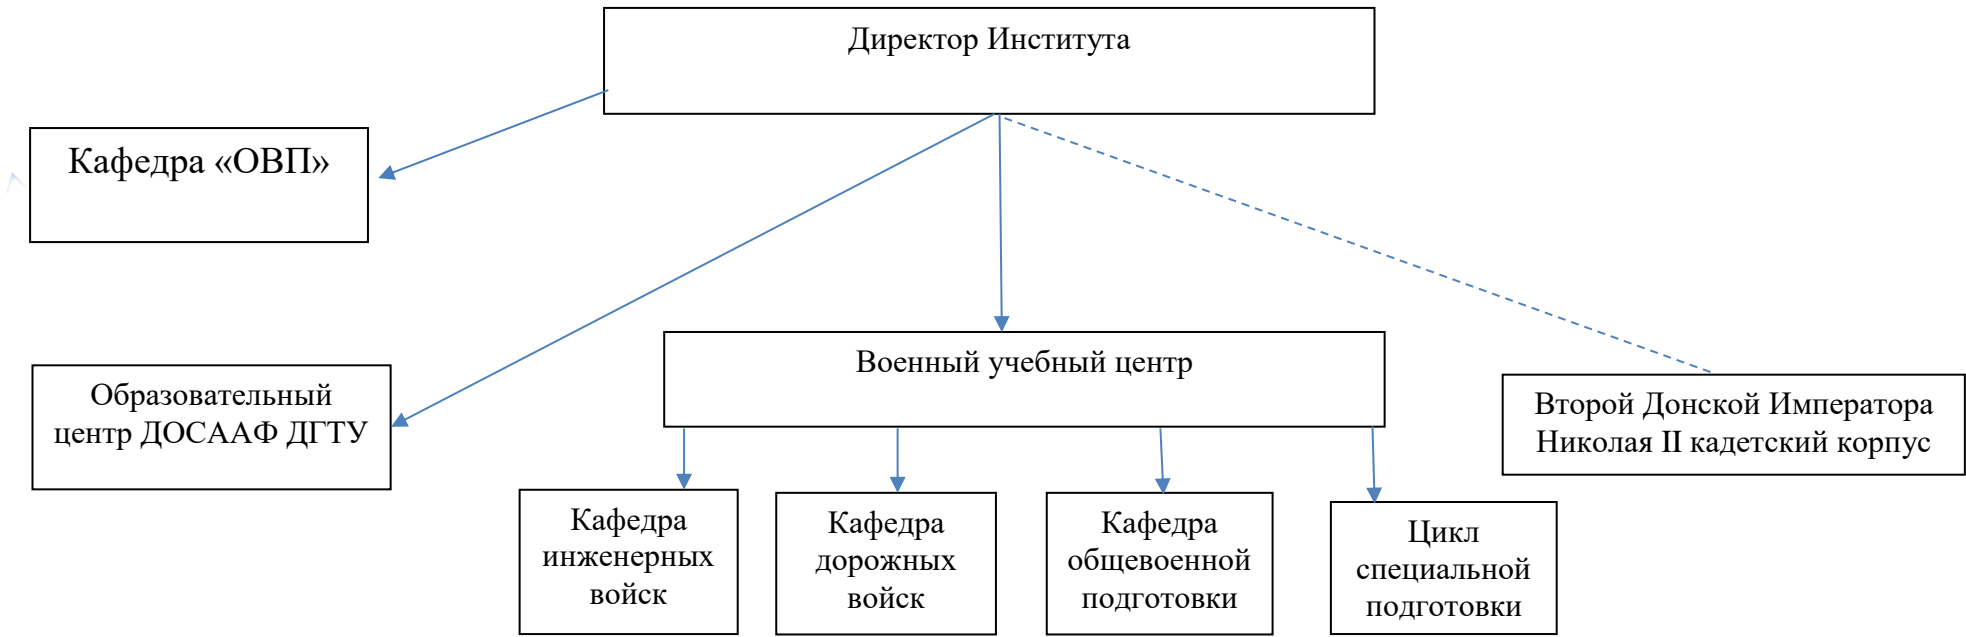 Директор Института
Кафедра «ОВП»
Военный учебный центр
Образовательный
центр ДОСААФ ДГТУ
Второй Донской Императора
Николая II кадетский корпус
Кафедра
инженерных
войск
Кафедра
дорожных
войск
Кафедра
общевоенной
подготовки
Цикл
специальной
подготовки